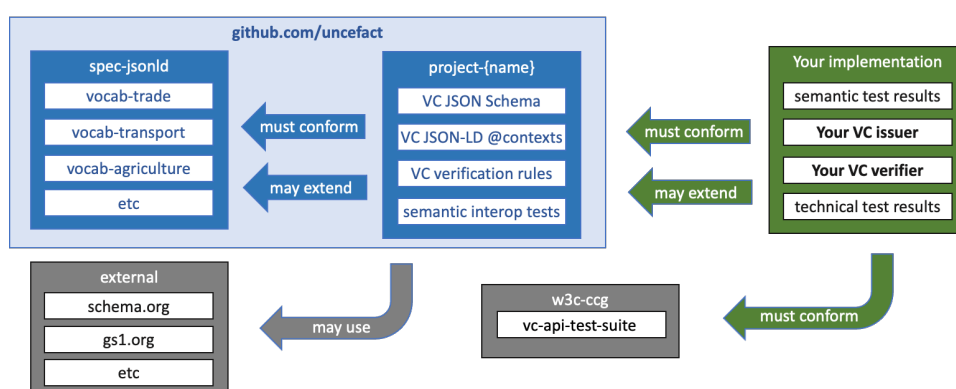 github.com/uncefact
spec-jsonld
vocab-trade
vocab-transport
vocab-agriculture
etc
must conform
may extend
project-{name}
VC JSON Schema
VC JSON-LD @contexts
VC verification rules
semantic interop tests
must conform
may extend
Your implementation
semantic test results
Your VC issuer
Your VC verifier
technical test results
external
schema.org
gs1.org
etc
may use
w3c-ccg
vc-api-test-suite
must conform